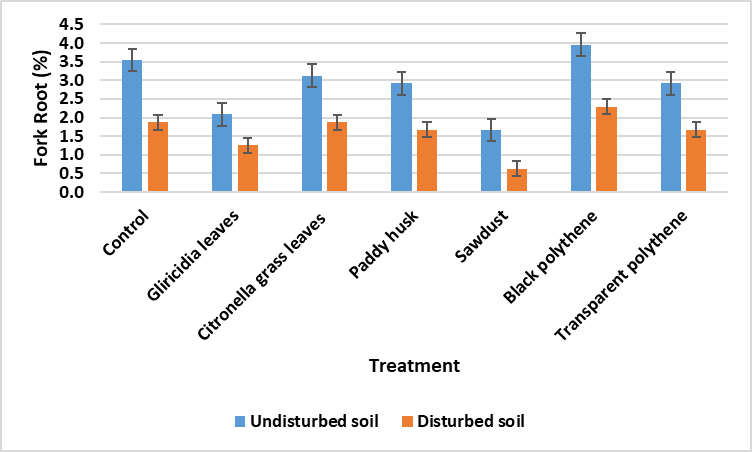 4.5
4.0
3.5
3.0
2.5
2.0
1.5
1.0
0.5
0.0
Fork Root (%)
Control
Gliricidia leaves
Citronella grass leaves
Paddy husk
Sawdust
Black polythene
Transparent polythene
Treatment
Undisturbed soil Disturbed soil